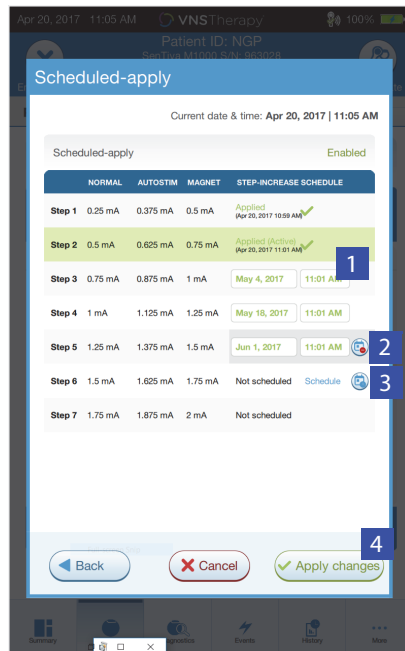 Apr 20, 2017 11:05 AM VNSTherapy 100%
Patient ID: NGP
SenTiva M1000 S/N: 963028
Scheduled-apply
Current date & time: Apr 20, 2017 | 11:05 AM
Scheduled-apply Enabled
NORMAL AUTOSTIM MAGNET STEP-INCREASE SCHEDULE
Step 1 0.25 mA 0.375 mA 0.5 mA Applied
(Apr 20, 2017 10:59 AM)
Step 2 0.5 mA 0.625 mA 0.75 mA Applied (Active)
(Apr 20, 2017 11:01 AM)
1
Step 3 0.75 mA 0.875 mA 1 mA May 4, 2017 11:01 AM
Step 4 1 mA 1.125 mA 1.25 mA May 18, 2017 11:01 AM
Step 5 1.25 mA 1.375 mA 1.5 mA Jun 1, 2017 11:01 AM 2
Step 6 1.5 mA 1.625 mA 1.75 mA Not scheduled Schedule 3
Step 7 1.75 mA 1.875 mA 2 mA Not scheduled
4
Back Cancel Apply changes
Summary Events History More